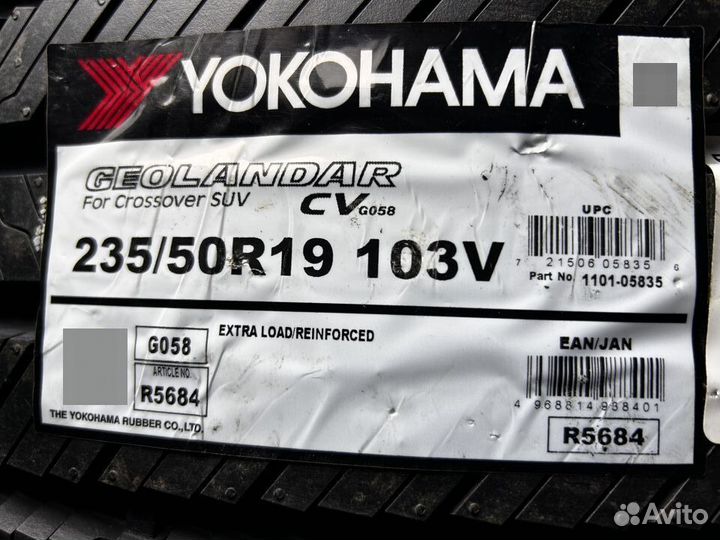 YOKOHAMA
GEOLANDAR
For Crossover SUV CV G058
235/50R19 103V
UPC
7 21506 05835 6
Part No. 1101-05835
EXTRA LOAD/REINFORCED
G058
ARTICLE NO.
R5684
THE YOKOHAMA RUBBER CO.,LTD.
EAN/JAN
4 968814 938401
R5684
Avito